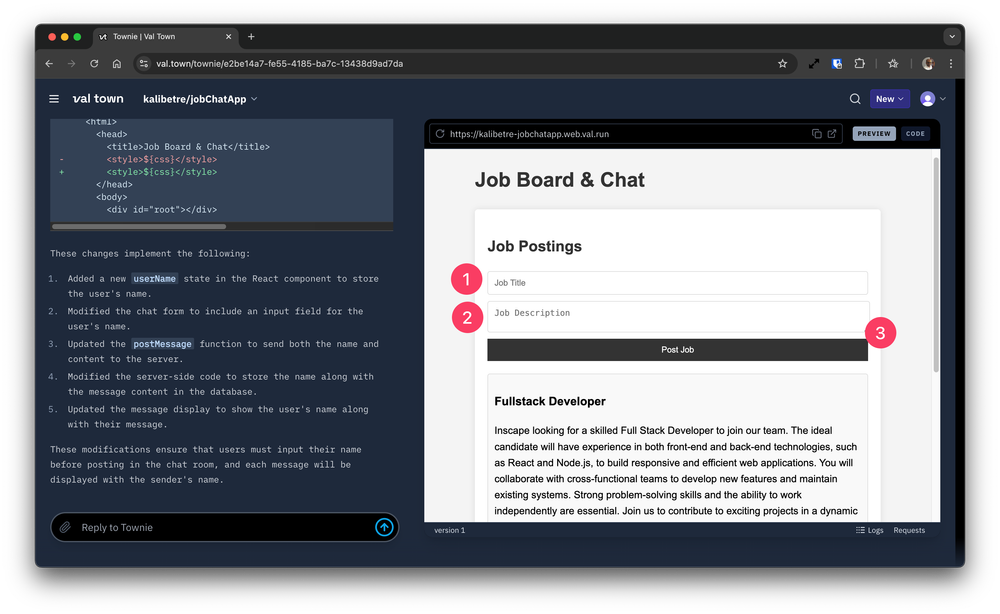 Townie | Val Town
val.town/townie/e2be14a7-fe55-4185-ba7c-13438d9ad7da
val town
kalibetre/jobChatApp
New
<html>
<head>
<title>Job Board & Chat</title>
- <style>${css}</style>
+ <style>${css}</style>
</head>
<body>
<div id="root"></div>
These changes implement the following:
1. Added a new userName state in the React component to store
the user's name.
2. Modified the chat form to include an input field for the
user's name.
3. Updated the postMessage function to send both the name and
content to the server.
4. Modified the server-side code to store the name along with
the message content in the database.
5. Updated the message display to show the user's name along
with their message.
These modifications ensure that users must input their name
before posting in the chat room, and each message will be
displayed with the sender's name.
Reply to Townie
https://kalibetre-jobchatapp.web.val.run
PREVIEW
CODE
Job Board & Chat
Job Postings
1
Job Title
2
Job Description
3
Post Job
Fullstack Developer
Inscape looking for a skilled Full Stack Developer to join our team. The ideal
candidate will have experience in both front-end and back-end technologies, such
as React and Node.js, to build responsive and efficient web applications. You will
collaborate with cross-functional teams to develop new features and maintain
existing systems. Strong problem-solving skills and the ability to work
independently are essential. Join us to contribute to exciting projects in a dynamic
version 1
Logs
Requests